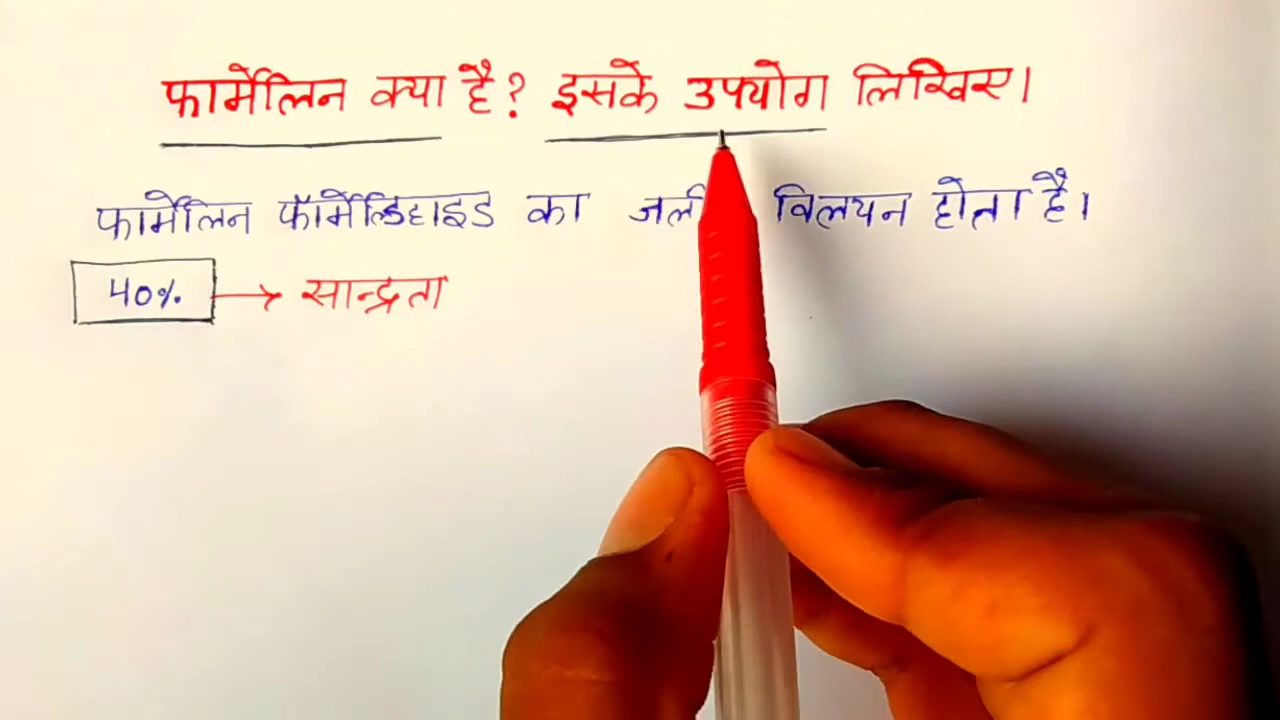 फार्मेलिन क्या है? इसके उपयोग लिखिए।
फार्मेलिन फॉर्मेल्डिहाइड का विलयन होता है।
40% → सान्द्रता